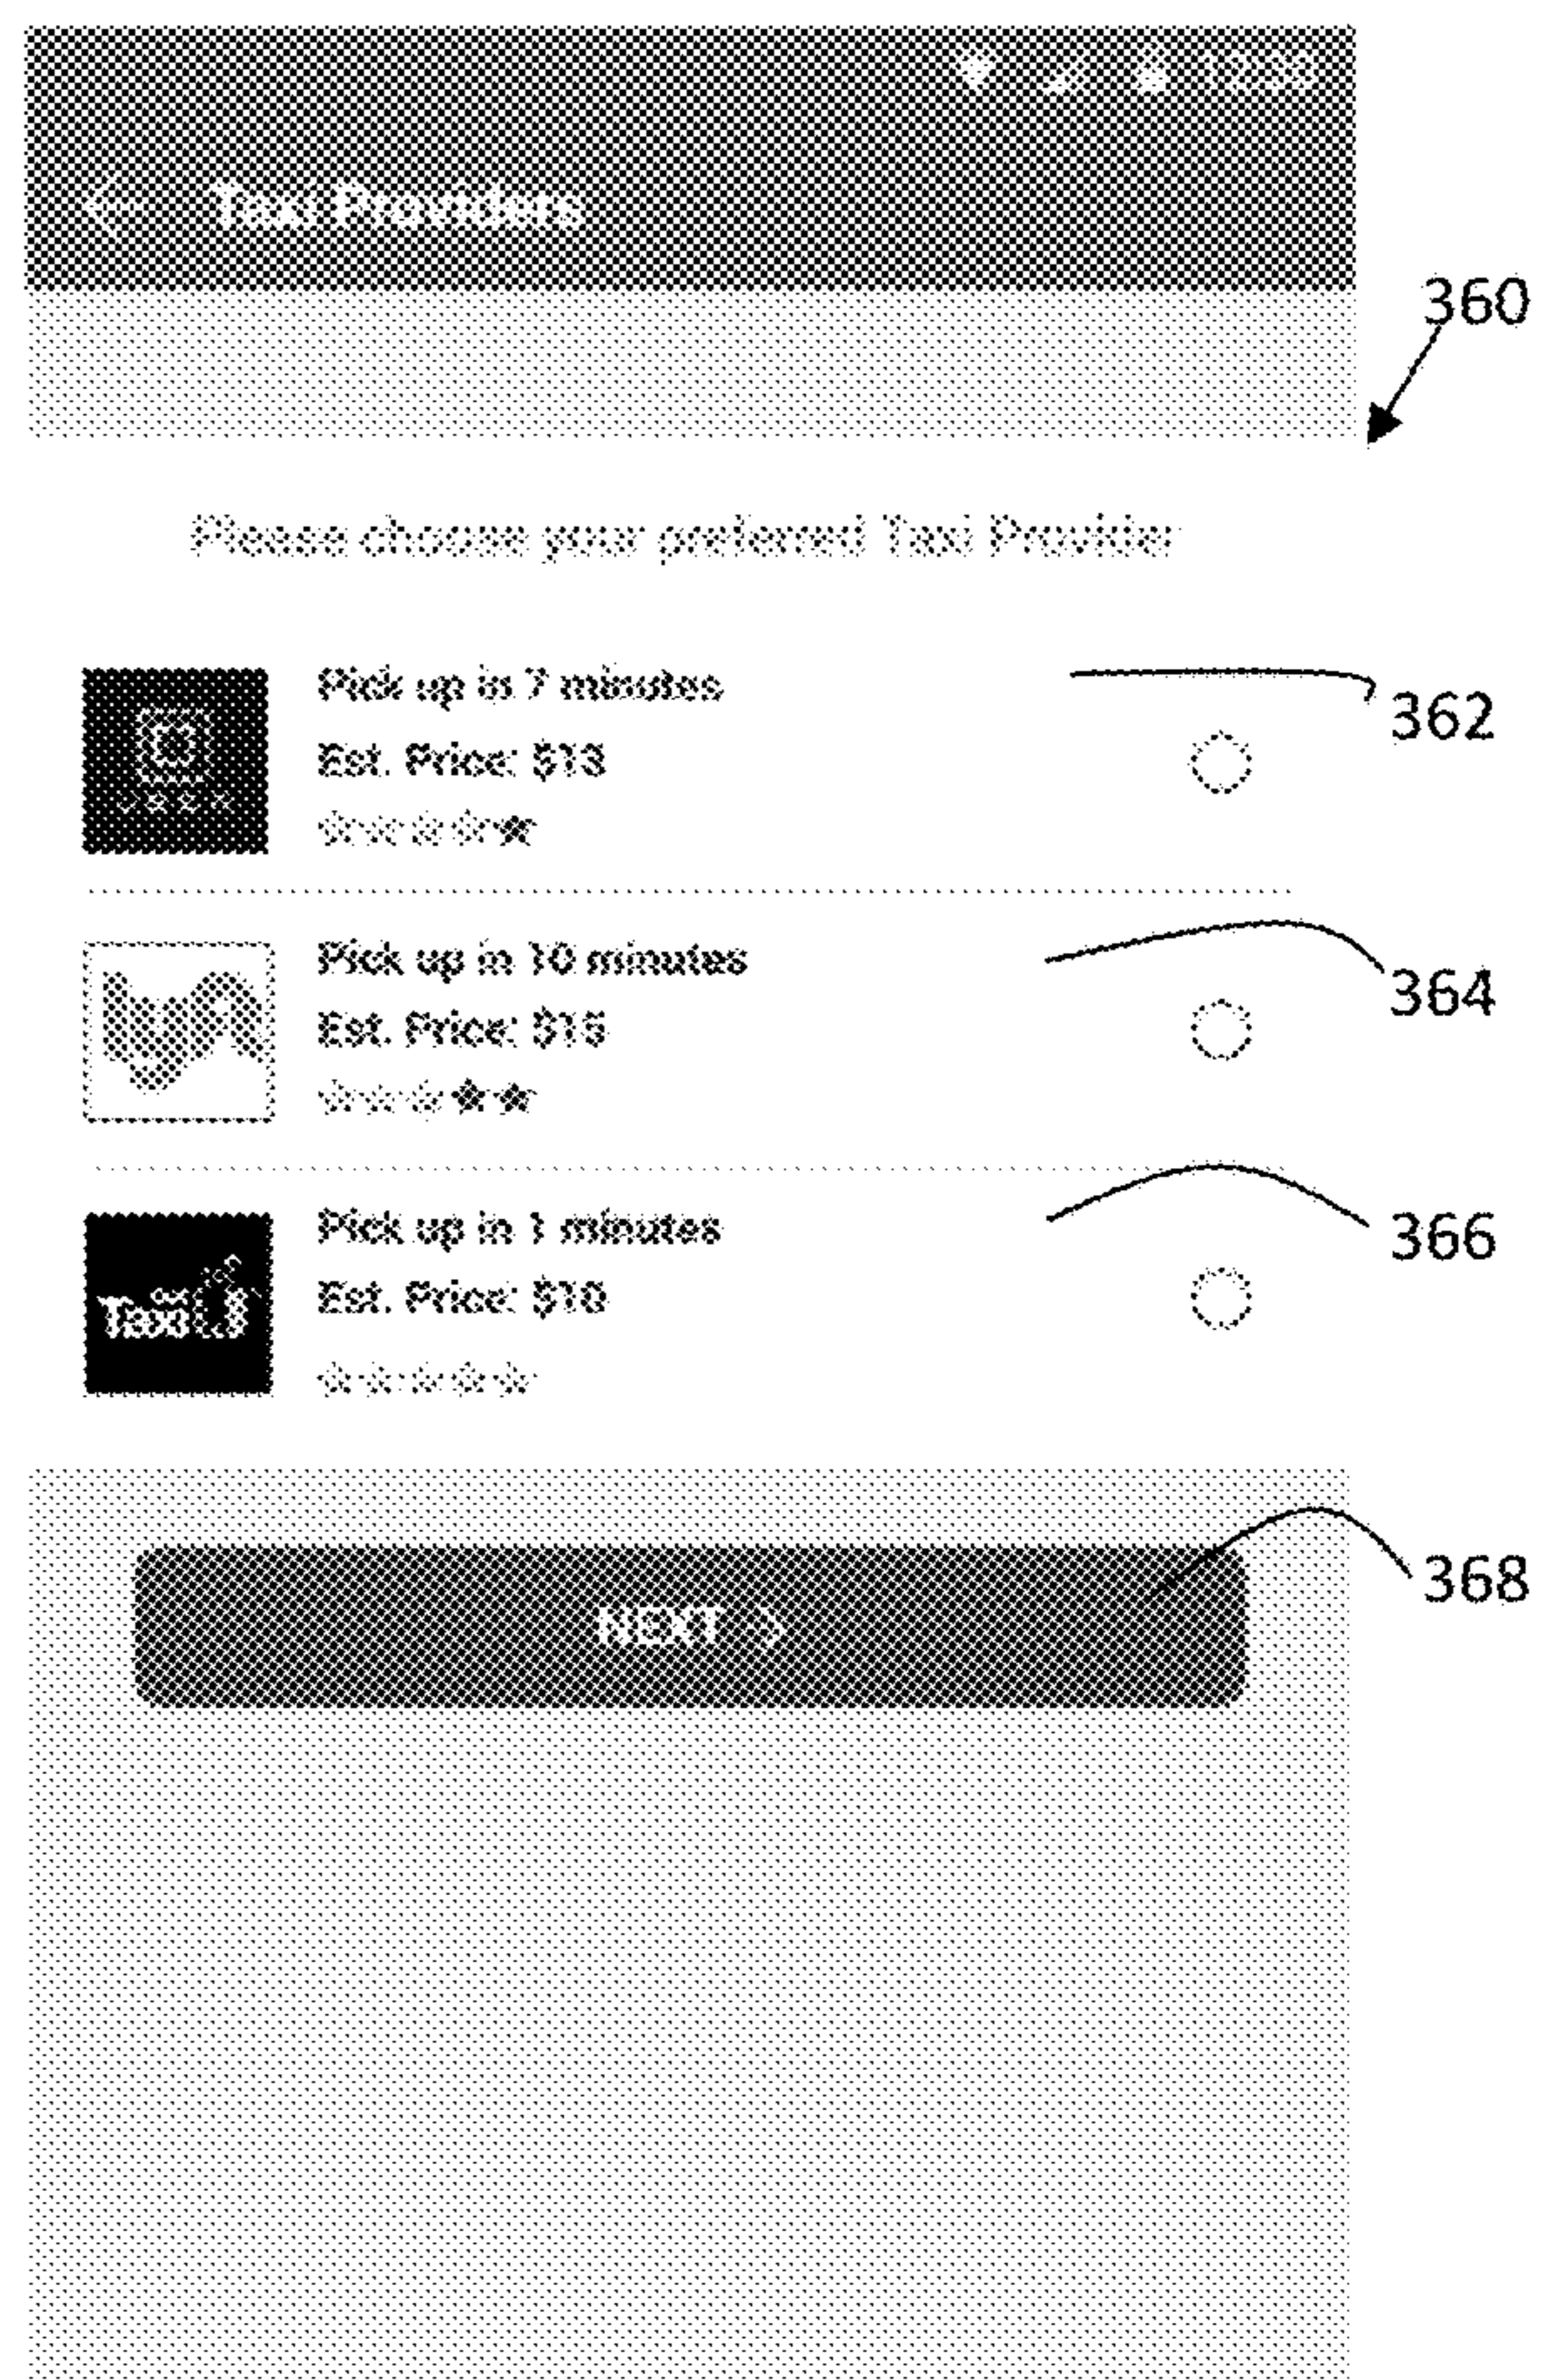 Taxi Providers
360
Please choose your preferred Taxi Provider
Pick up in 7 minutes
362
Est. Price: $13
Pick up in 10 minutes
364
Est. Price: $15
Pick up in 1 minutes
366
Est. Price: $10
Taxi
NEXT →
368